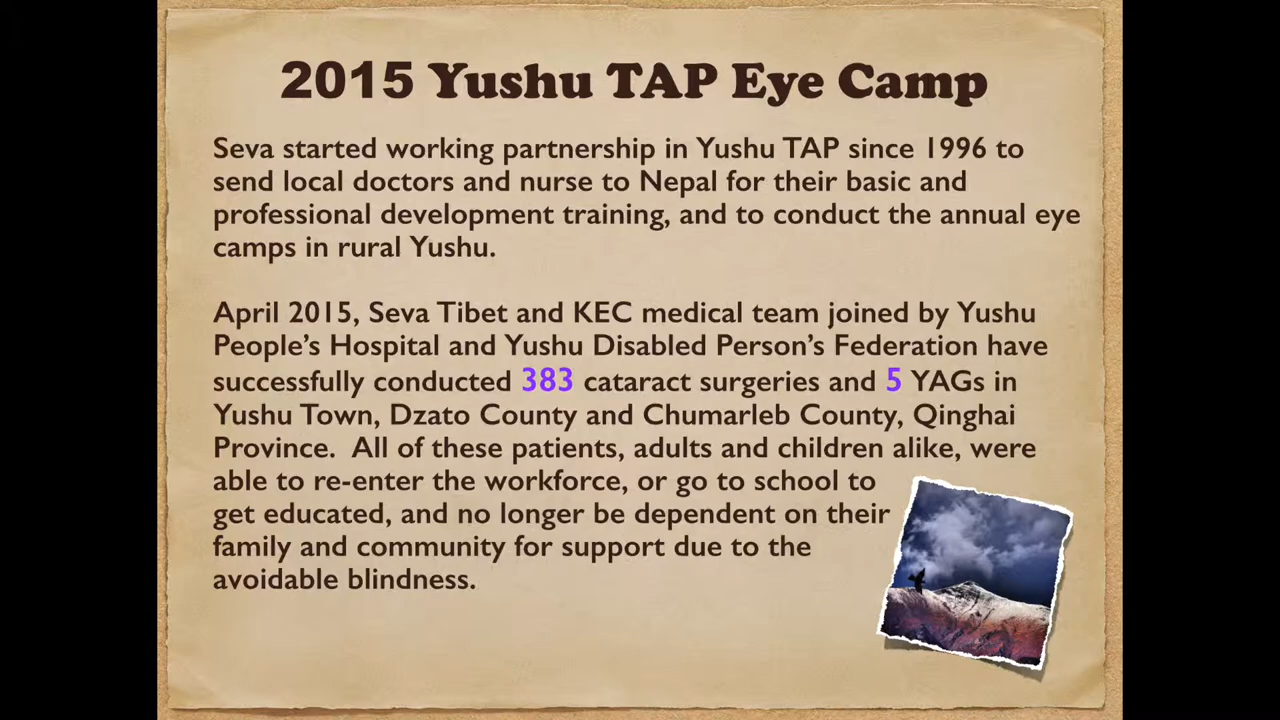 2015 Yushu TAP Eye Camp
Seva started working partnership in Yushu TAP since 1996 to
send local doctors and nurse to Nepal for their basic and
professional development training, and to conduct the annual eye
camps in rural Yushu.
April 2015, Seva Tibet and KEC medical team joined by Yushu
People's Hospital and Yushu Disabled Person's Federation have
successfully conducted 383 cataract surgeries and 5 YAGs in
Yushu Town, Dzato County and Chumarleb County, Qinghai
Province.  All of these patients, adults and children alike, were
able to re-enter the workforce, or go to school to
get educated, and no longer be dependent on their
family and community for support due to the
avoidable blindness.